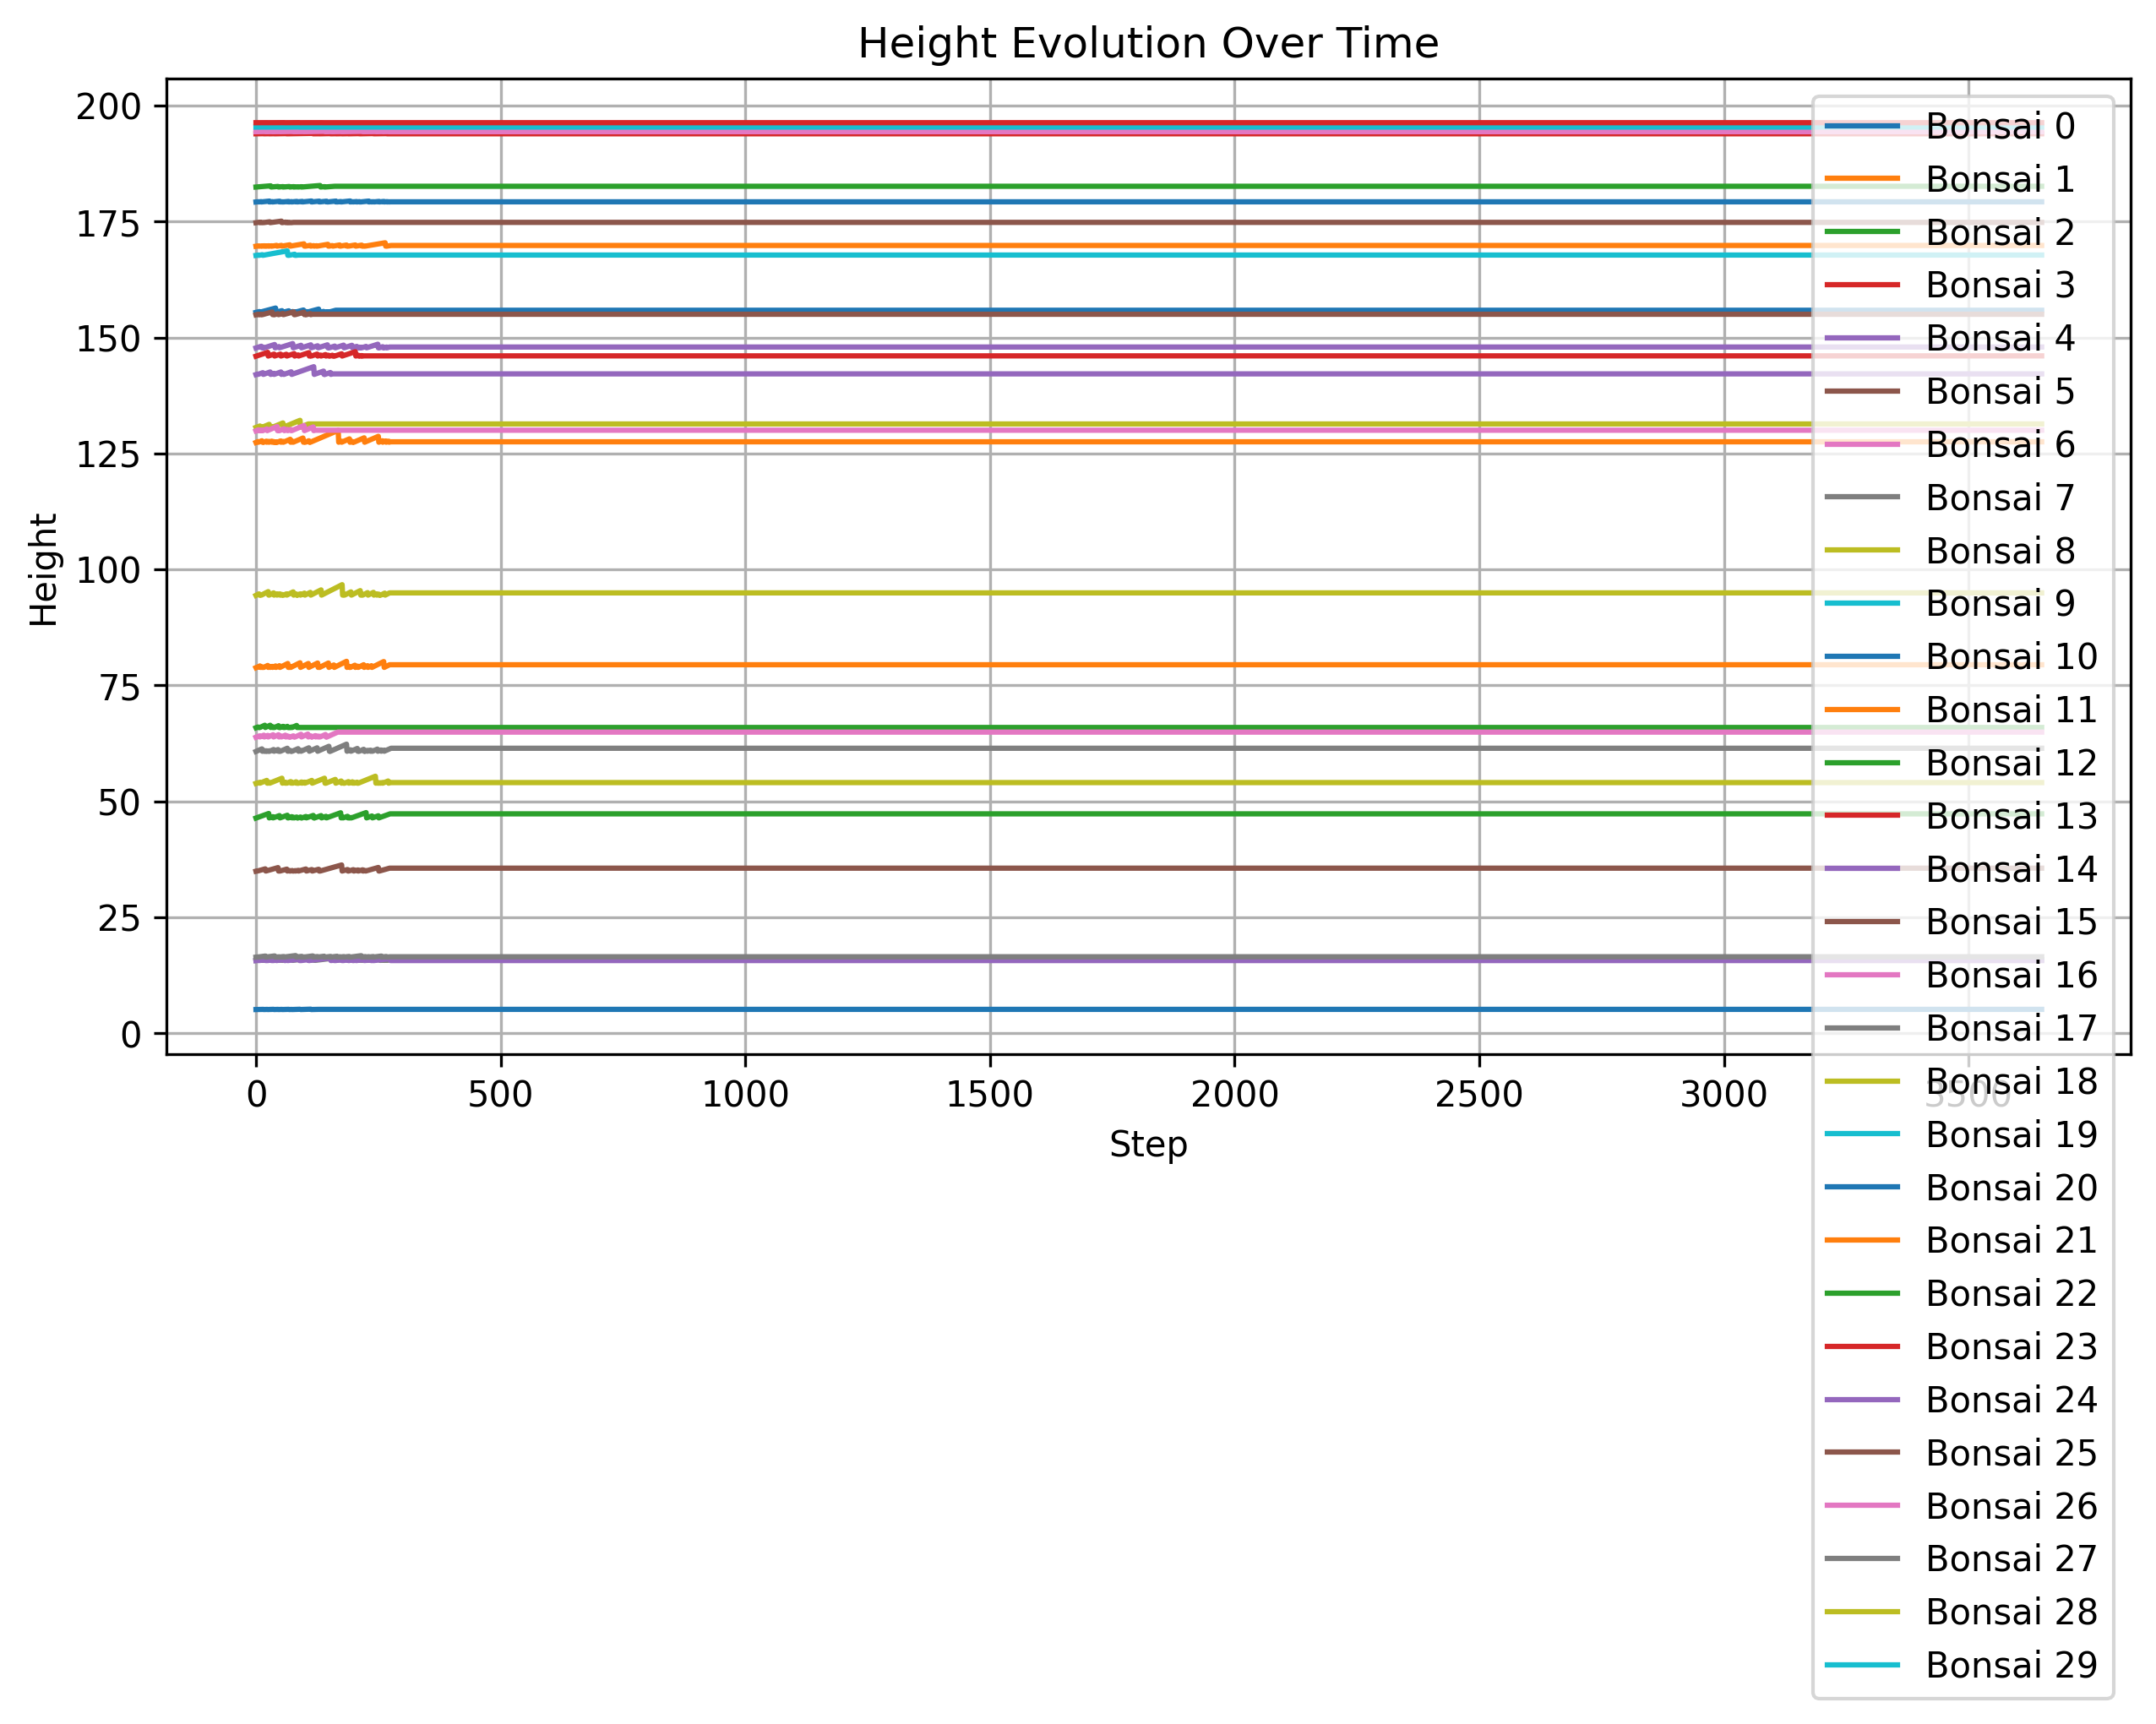 Height Evolution Over Time
Height
200
175
150
125
100
75
50
25
0
0 500 1000 1500 2000 2500 3000 3500
Step
Bonsai 0
Bonsai 1
Bonsai 2
Bonsai 3
Bonsai 4
Bonsai 5
Bonsai 6
Bonsai 7
Bonsai 8
Bonsai 9
Bonsai 10
Bonsai 11
Bonsai 12
Bonsai 13
Bonsai 14
Bonsai 15
Bonsai 16
Bonsai 17
Bonsai 18
Bonsai 19
Bonsai 20
Bonsai 21
Bonsai 22
Bonsai 23
Bonsai 24
Bonsai 25
Bonsai 26
Bonsai 27
Bonsai 28
Bonsai 29